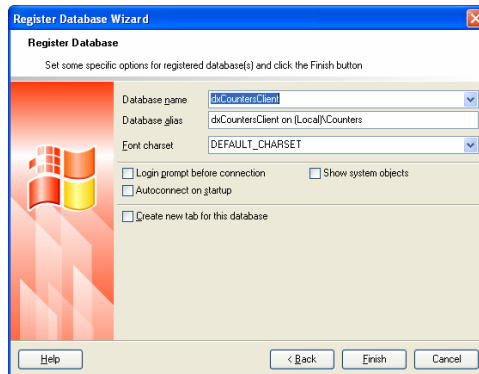 Register Database Wizard
Register Database
Set some specific options for registered database(s) and click the Finish button
Database name dxCountersClient
Database alias dxCountersClient on (Local)\Counters
Font charset DEFAULT_CHARSET
Login prompt before connection Show system objects
Autoconnect on startup
Create new tab for this database
Help < Back Finish Cancel